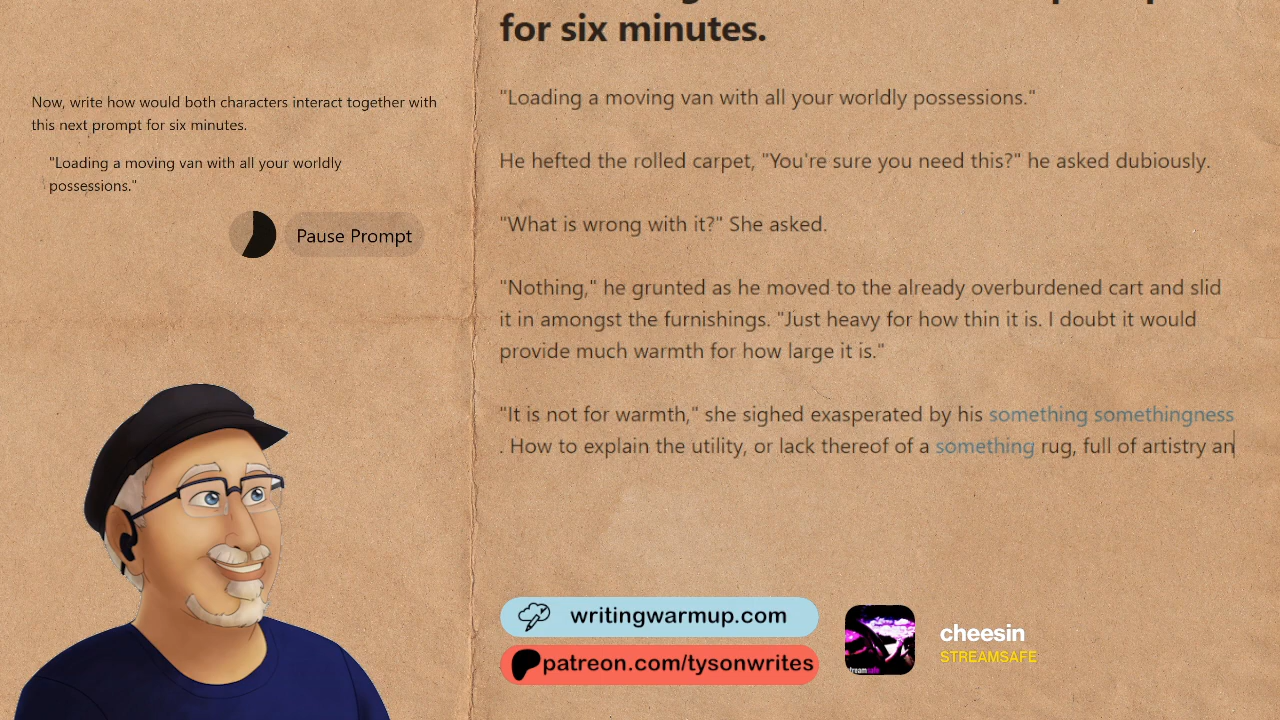 Now, write how would both characters interact together with
this next prompt for six minutes.
"Loading a moving van with all your worldly
possessions."
Pause Prompt
for six minutes.
"Loading a moving van with all your worldly possessions."
He hefted the rolled carpet, "You're sure you need this?" he asked dubiously.
"What is wrong with it?" She asked.
"Nothing," he grunted as he moved to the already overburdened cart and slid
it in amongst the furnishings. "Just heavy for how thin it is. I doubt it would
provide much warmth for how large it is."
"It is not for warmth," she sighed exasperated by his something somethingness
. How to explain the utility, or lack thereof of a something rug, full of artistry an
writingwarmup.com
patreon.com/tysonwrites
cheesin
STREAMSAFE